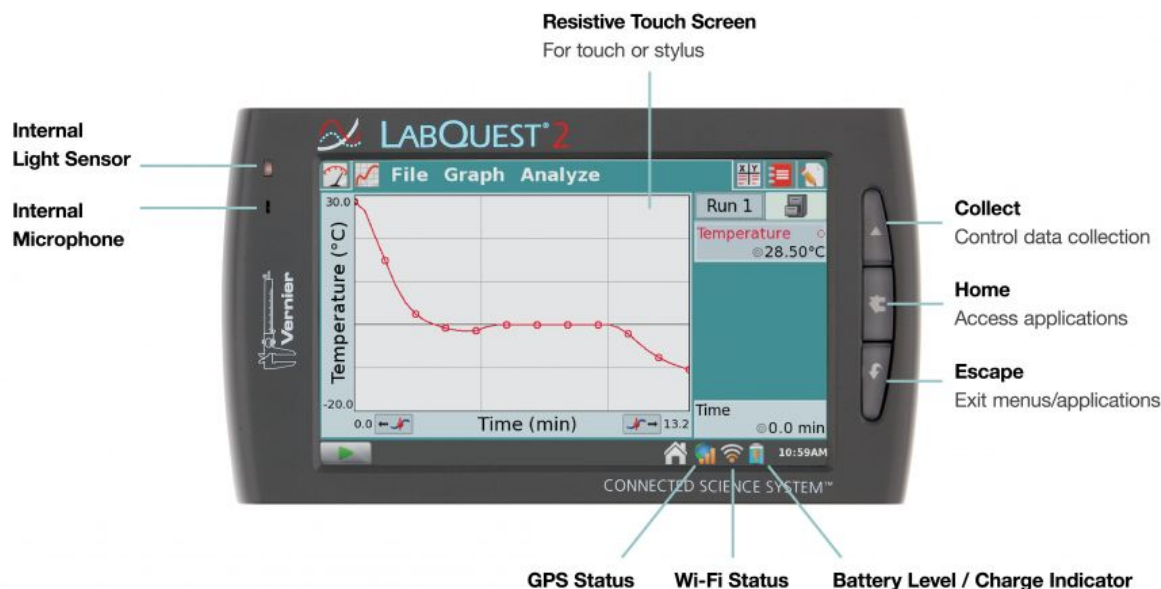 Resistive Touch Screen
For touch or stylus
Internal
Light Sensor
Internal
Microphone
LABQUEST® 2
File Graph Analyze
X Y
30.0
Temperature (°C)
-20.0
0.0
Time (min)
13.2
Run 1
Temperature
28.50°C
Time
0.0 min
10:59AM
Vernier
CONNECTED SCIENCE SYSTEM™
Collect
Control data collection
Home
Access applications
Escape
Exit menus/applications
GPS Status Wi-Fi Status Battery Level / Charge Indicator